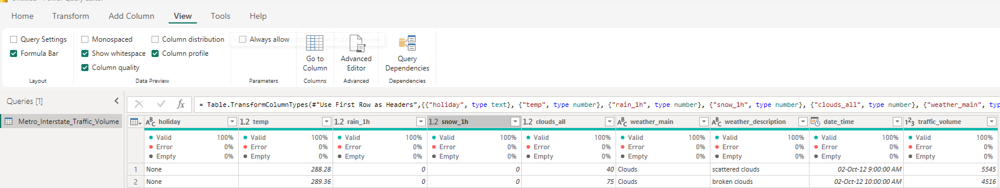 Untitled - Power Query Editor
Home Transform Add Column View Tools Help
Query Settings Monospaced Column distribution Always allow
Formula Bar Show whitespace Column profile Go to Column Advanced Editor Query Dependencies
Column quality
Layout Data Preview Parameters Columns Advanced Dependencies
Queries [1]
fx = Table.TransformColumnTypes(#"Use First Row as Headers",{{"holiday", type text}, {"temp", type number}, {"rain_1h", type number}, {"snow_1h", type number}, {"clouds_all", type number}, {"weather_main", typ
Metro_Interstate_Traffic_Volume
ABC holiday 1.2 temp 1.2 rain_1h 1.2 snow_1h 1.2 clouds_all ABC weather_main ABC weather_description date_time 123 traffic_volume
Valid 100% Valid 100% Valid 100% Valid 100% Valid 100% Valid 100% Valid 100% Valid 100% Valid 100%
Error 0% Error 0% Error 0% Error 0% Error 0% Error 0% Error 0% Error 0% Error 0%
Empty 0% Empty 0% Empty 0% Empty 0% Empty 0% Empty 0% Empty 0% Empty 0% Empty 0%
1 None 288.28 0 0 40 Clouds scattered clouds 02-Oct-12 9:00:00 AM 5545
2 None 289.36 0 0 75 Clouds broken clouds 02-Oct-12 10:00:00 AM 4516